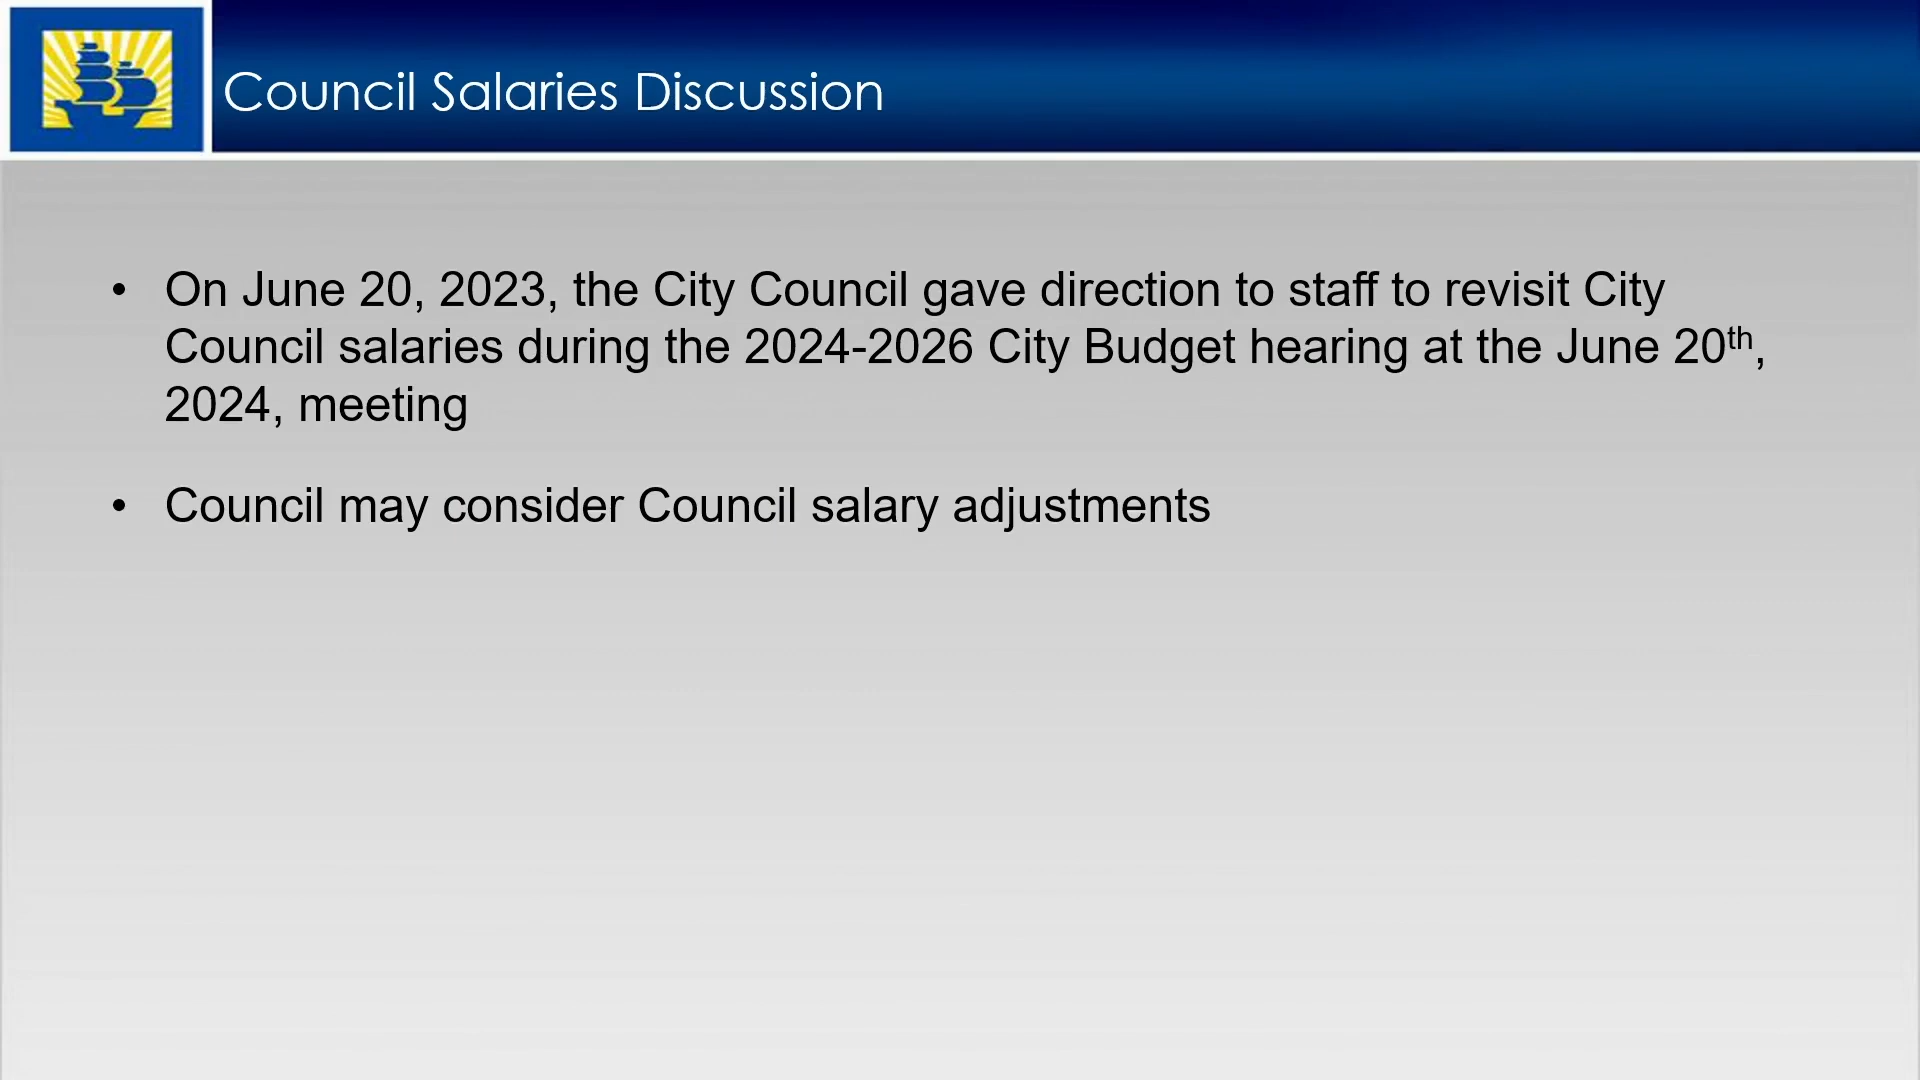 Council Salaries Discussion
• On June 20, 2023, the City Council gave direction to staff to revisit City
Council salaries during the 2024-2026 City Budget hearing at the June 20th,
2024, meeting
• Council may consider Council salary adjustments